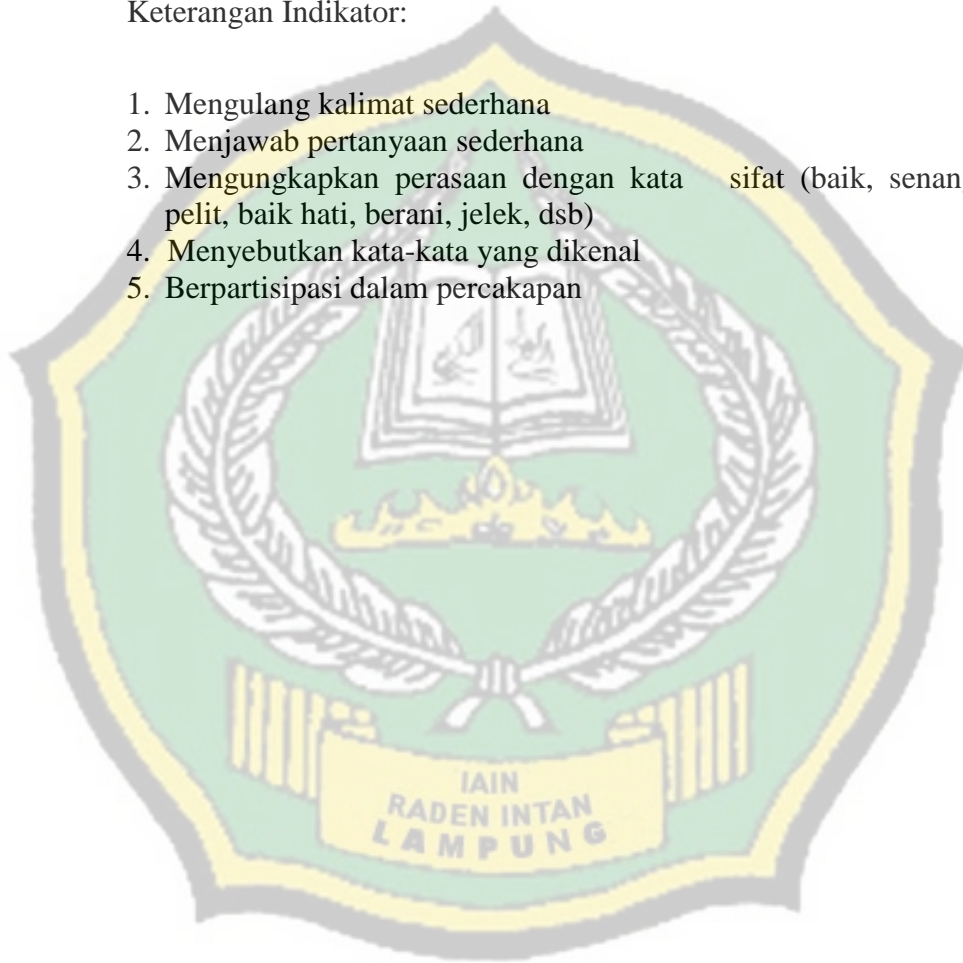 Keterangan Indikator:
1. Mengulang kalimat sederhana
2. Menjawab pertanyaan sederhana
3. Mengungkapkan perasaan dengan kata sifat (baik, senang,
pelit, baik hati, berani, jelek, dsb)
4. Menyebutkan kata-kata yang dikenal
5. Berpartisipasi dalam percakapan
IAIN
RADEN INTAN
LAMPUNG